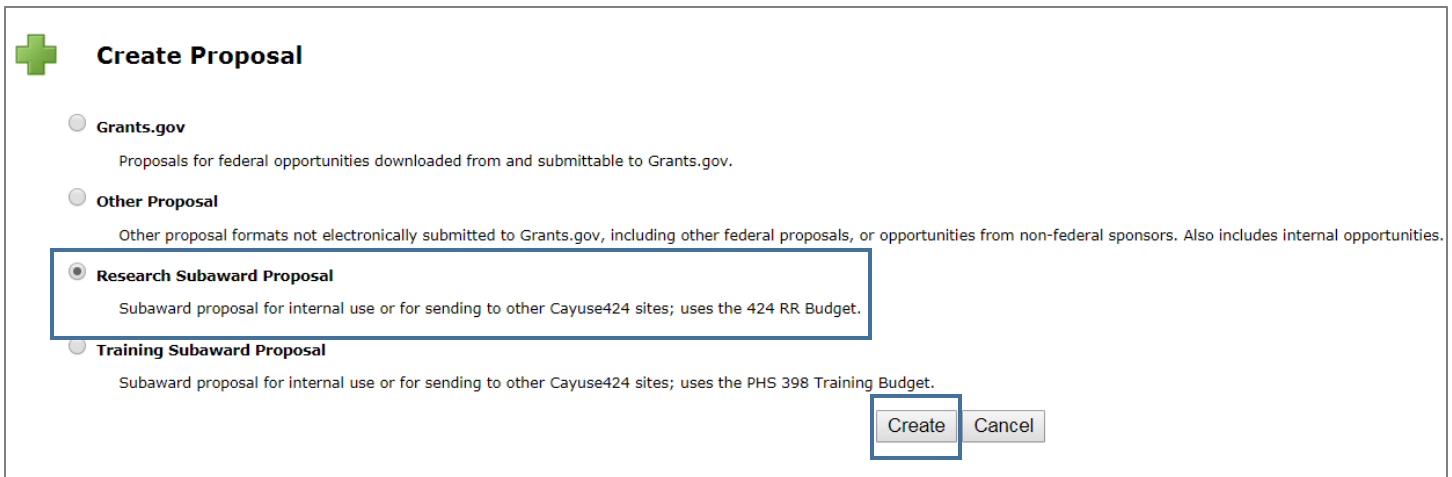 Create Proposal
Grants.gov
Proposals for federal opportunities downloaded from and submittable to Grants.gov.
Other Proposal
Other proposal formats not electronically submitted to Grants.gov, including other federal proposals, or opportunities from non-federal sponsors. Also includes internal opportunities.
Research Subaward Proposal
Subaward proposal for internal use or for sending to other Cayuse424 sites; uses the 424 RR Budget.
Training Subaward Proposal
Subaward proposal for internal use or for sending to other Cayuse424 sites; uses the PHS 398 Training Budget.
Create Cancel